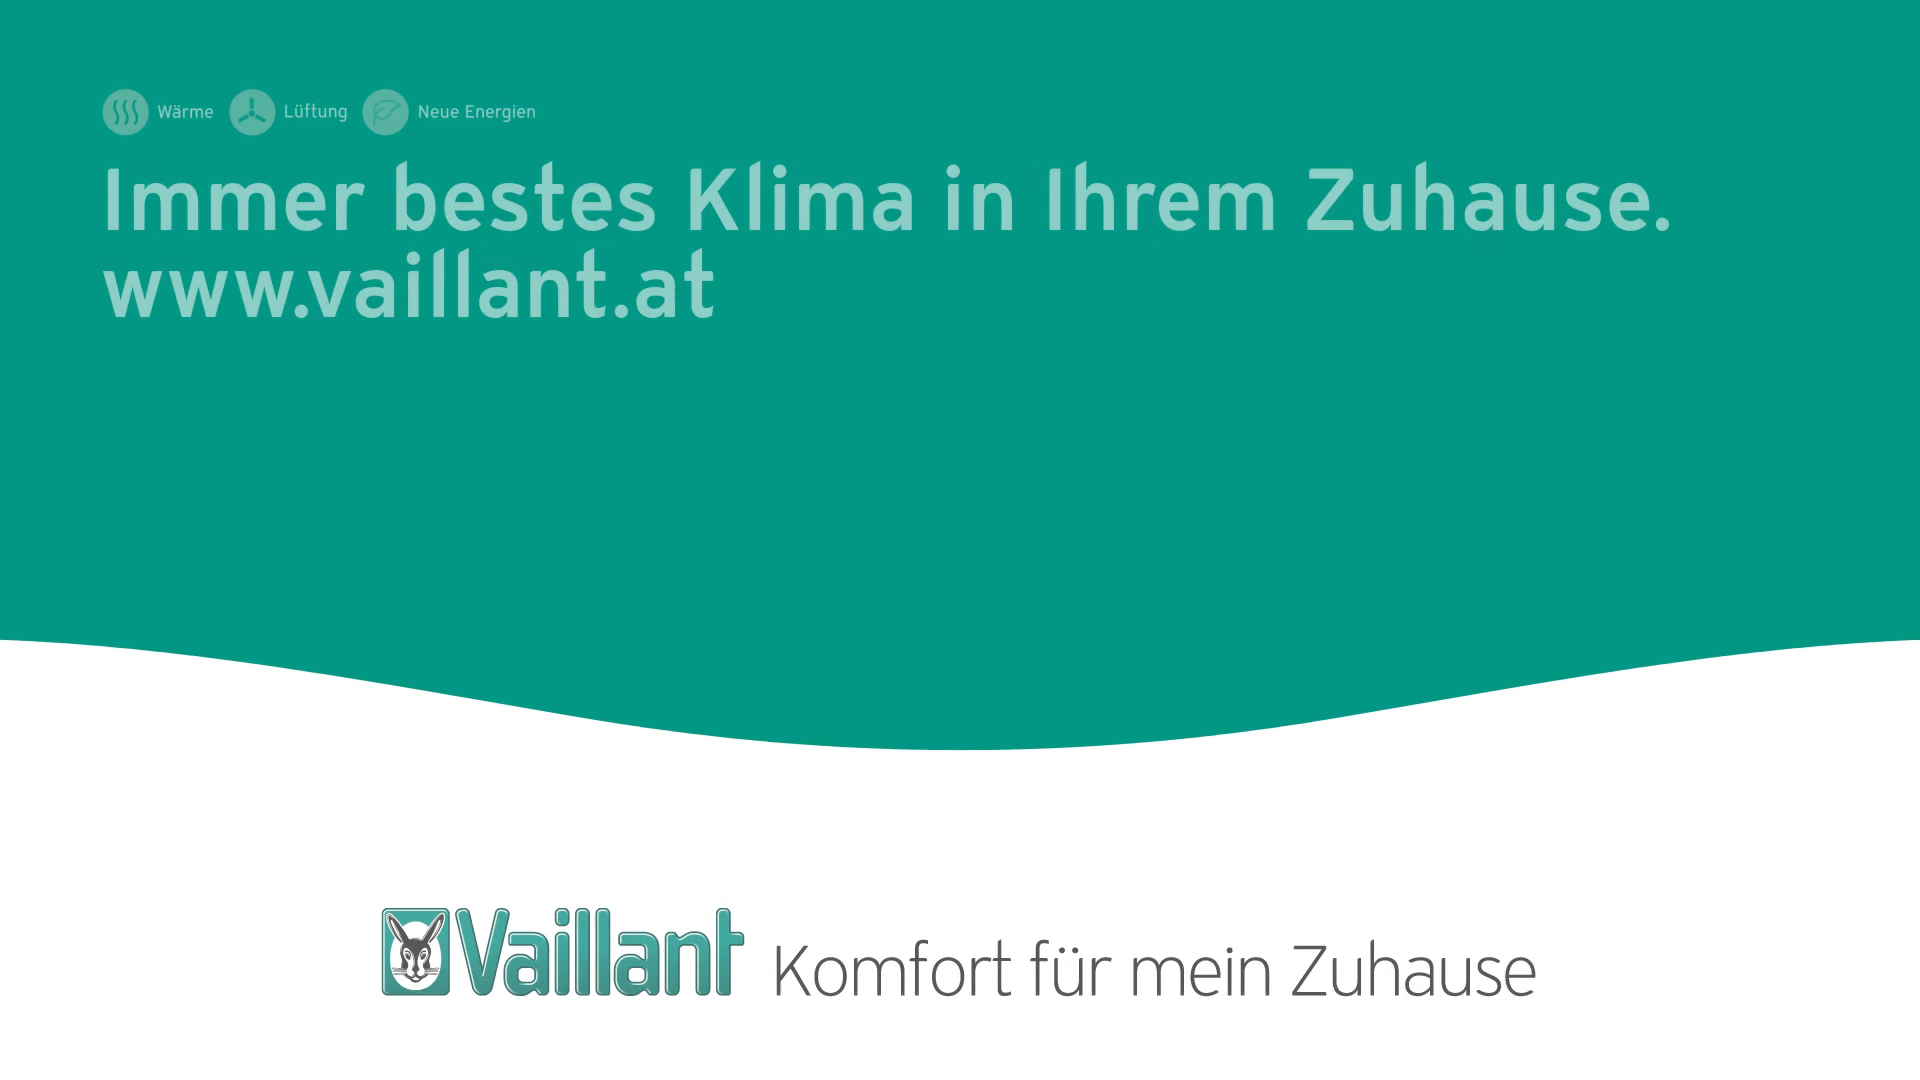 Wärme Lüftung Neue Energien
Immer bestes Klima in Ihrem Zuhause.
www.vaillant.at
Vaillant Komfort für mein Zuhause